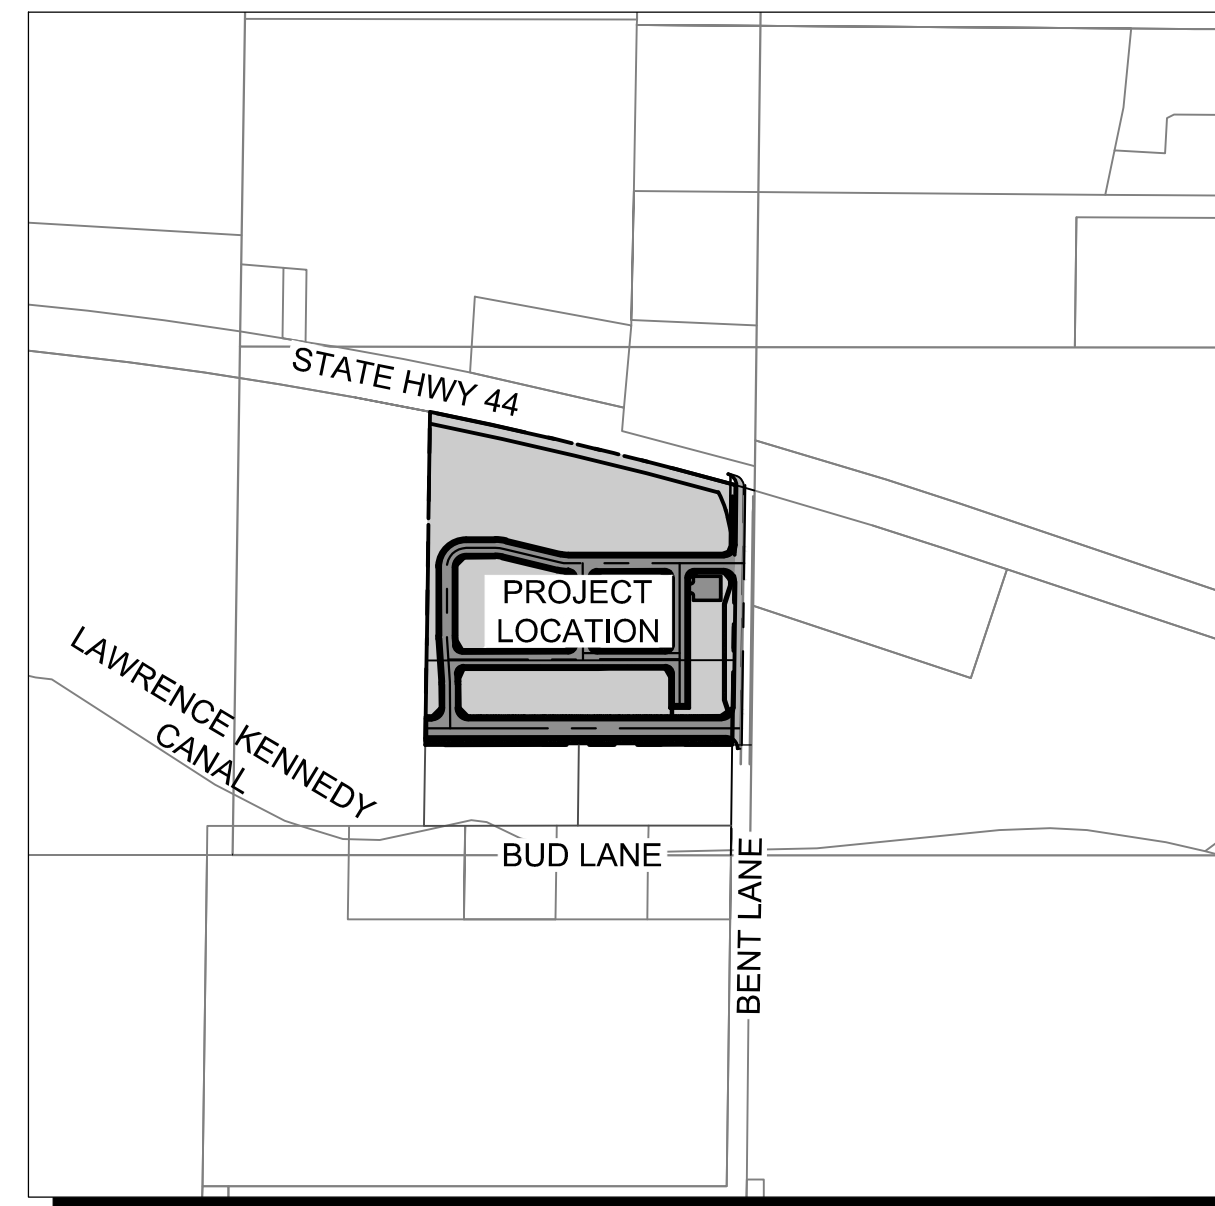 STATE HWY 44
PROJECT
LOCATION
LAWRENCE KENNEDY
CANAL
BUD LANE
BENT LANE